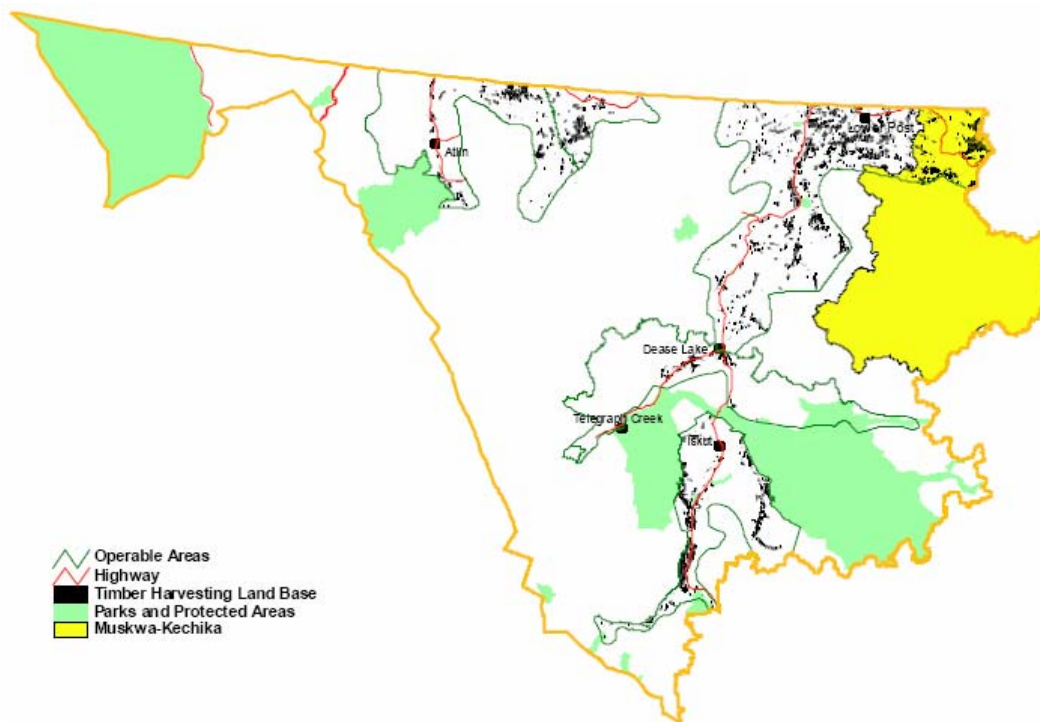 Atlin
Lower Post
Dease Lake
Telegraph Creek
Iskut
Operable Areas
Highway
Timber Harvesting Land Base
Parks and Protected Areas
Muskwa-Kechika